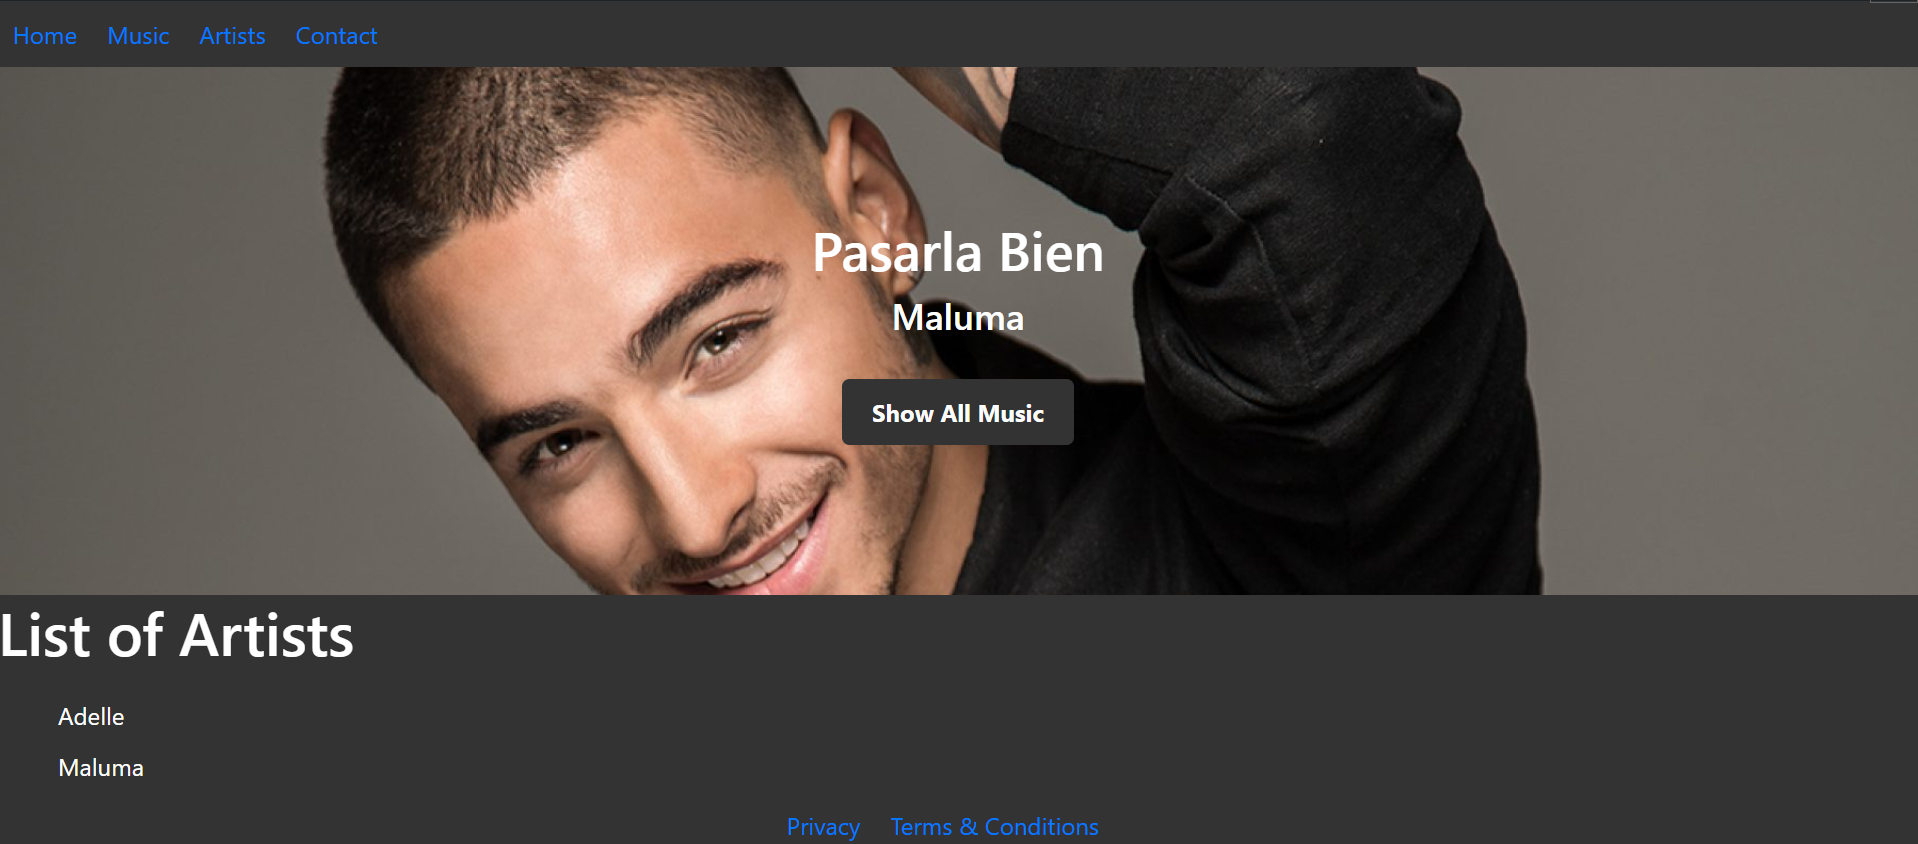 Home Music Artists Contact
Pasarla Bien
Maluma
Show All Music
List of Artists
Adelle
Maluma
Privacy Terms & Conditions